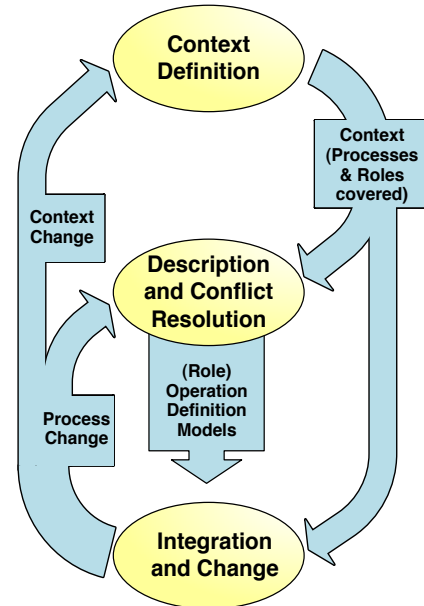 Context
Definition
Context
(Processes
& Roles
covered)
Context
Change
Description
and Conflict
Resolution
(Role)
Operation
Definition
Models
Process
Change
Integration
and Change